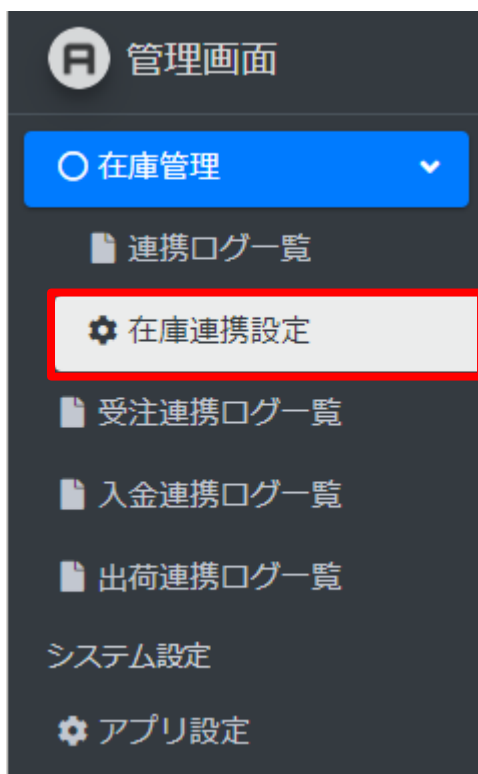 管理画面
在庫管理
連携ログ一覧
在庫連携設定
受注連携ログ一覧
入金連携ログ一覧
出荷連携ログ一覧
システム設定
アプリ設定